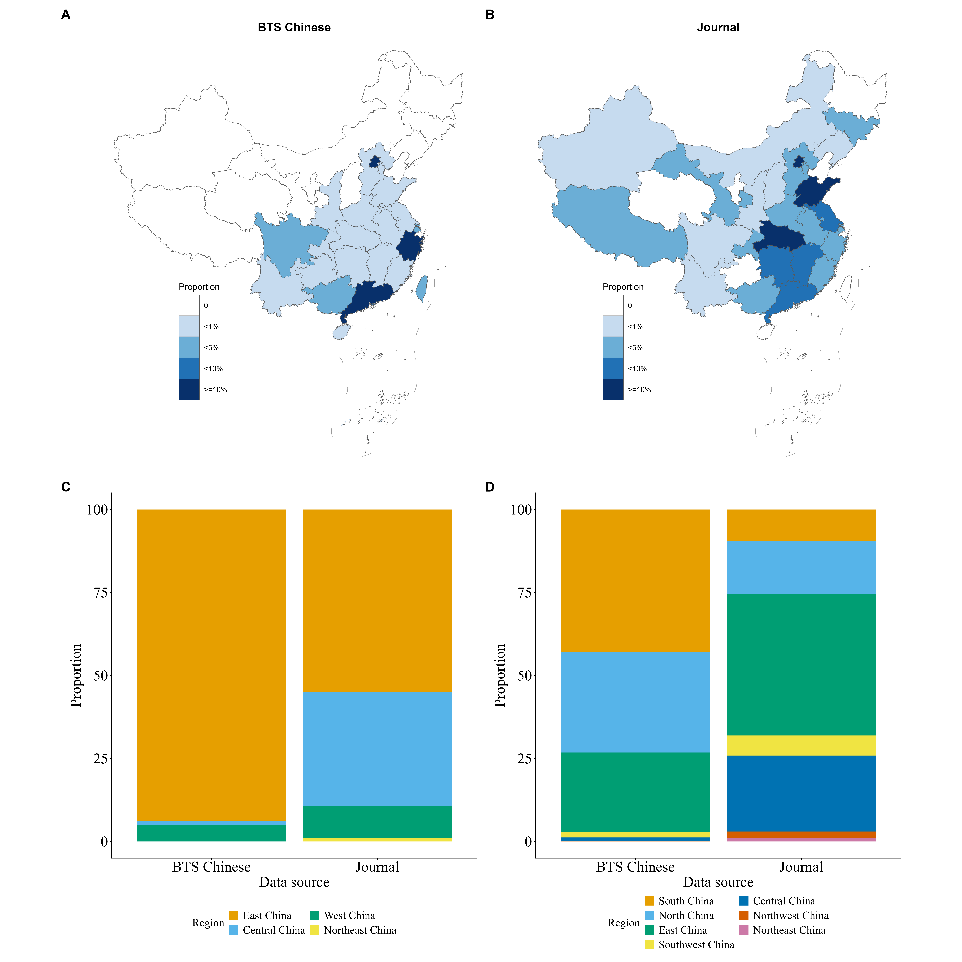 A
BTS Chinese
Proportion
0
<1%
<5%
<10%
>=10%
B
Journal
Proportion
0
<1%
<5%
<10%
>=10%
C
100
75
50
25
0
Proportion
BTS Chinese
Journal
Data source
Region
East China
West China
Central China
Northeast China
D
100
75
50
25
0
Proportion
BTS Chinese
Journal
Data source
Region
South China
Central China
North China
Northwest China
East China
Northeast China
Southwest China